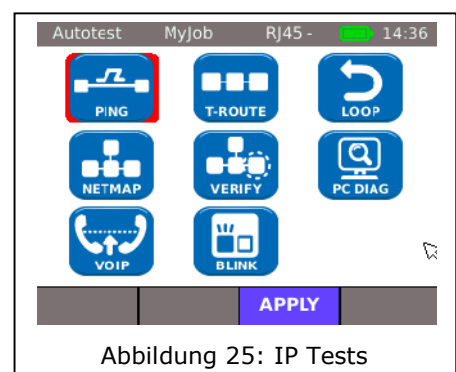 Autotest MyJob RJ45 - 14:36
PING T-ROUTE LOOP
NETMAP VERIFY PC DIAG
VOIP BLINK
APPLY
Abbildung 25: IP Tests